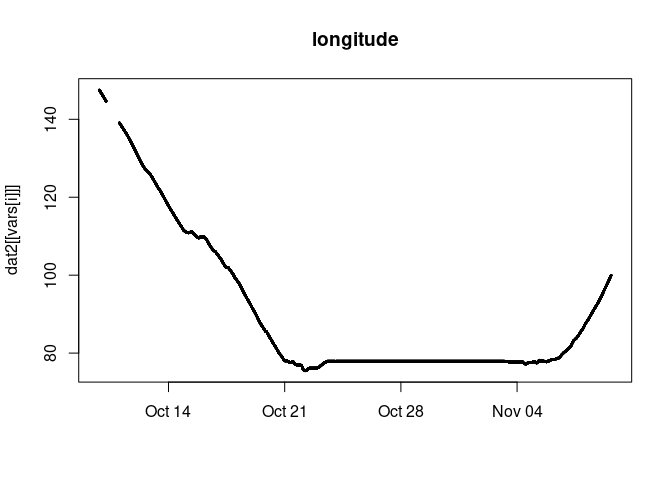 longitude
dat2[[vars[i]]]
140
120
100
80
Oct 14
Oct 21
Oct 28
Nov 04